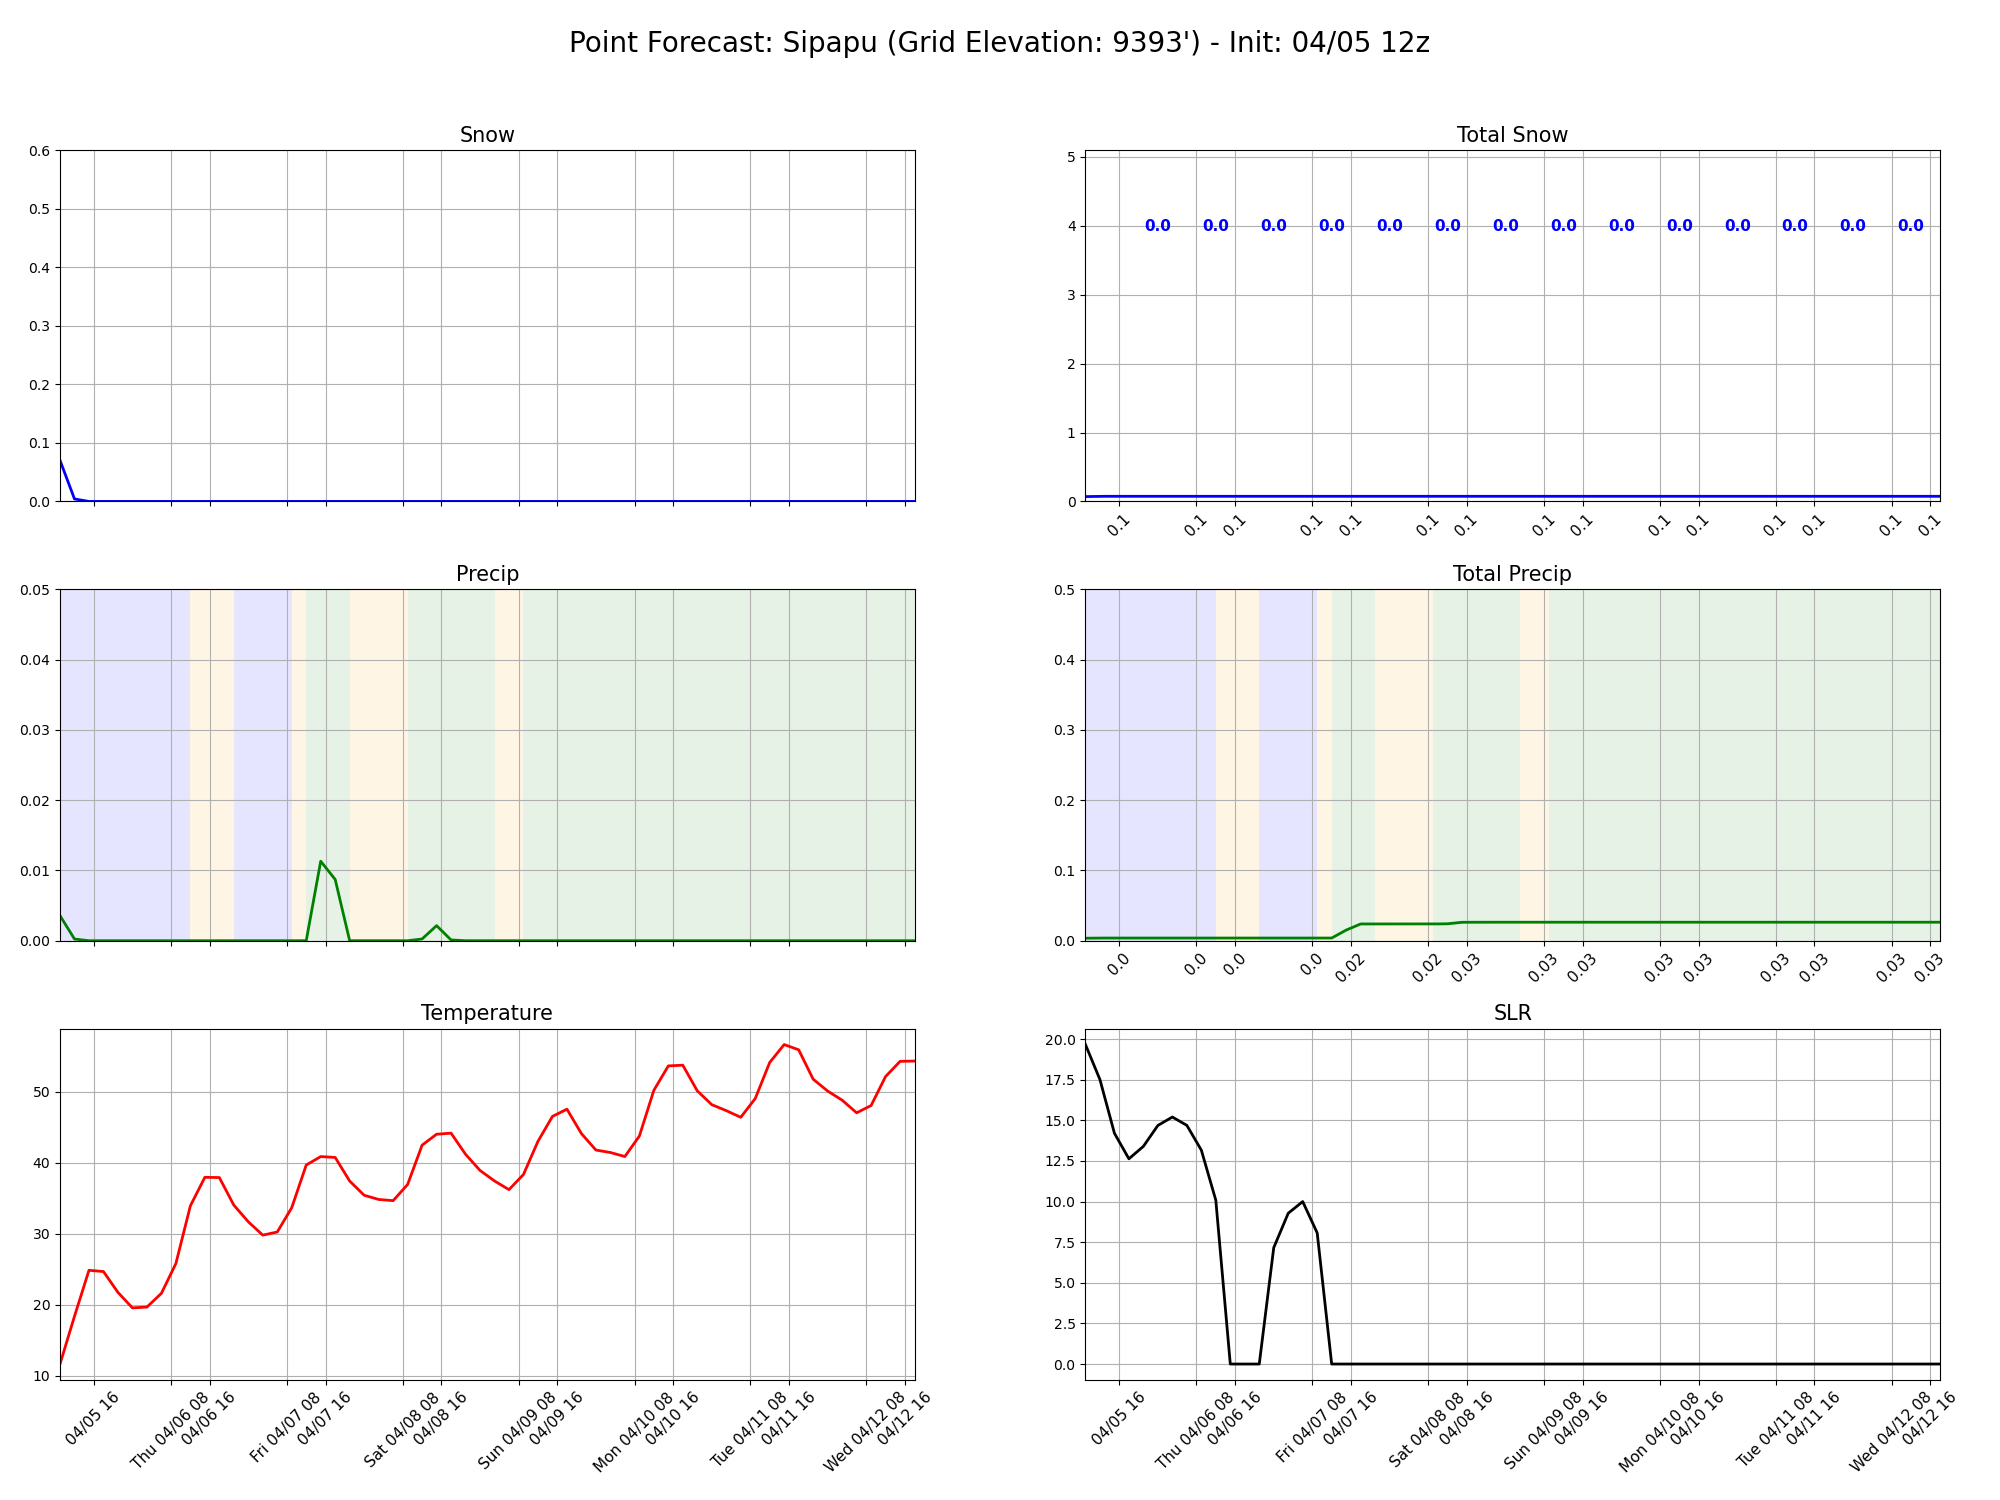 Point Forecast: Sipapu (Grid Elevation: 9393') - Init: 04/05 12z
Snow
0.6
0.5
0.4
0.3
0.2
0.1
0.0
Total Snow
5
4
3
2
1
0
0.0 0.0 0.0 0.0 0.0 0.0 0.0 0.0 0.0 0.0 0.0 0.0 0.0 0.0
0.1 0.1 0.1 0.1 0.1 0.1 0.1 0.1 0.1 0.1 0.1 0.1 0.1 0.1 0.1
Precip
0.05
0.04
0.03
0.02
0.01
0.00
Total Precip
0.5
0.4
0.3
0.2
0.1
0.0
0.0 0.0 0.0 0.0 0.02 0.02 0.03 0.03 0.03 0.03 0.03 0.03 0.03 0.03 0.03
Temperature
50
40
30
20
10
04/05 16
Thu 04/06 08
04/06 16
Fri 04/07 08
04/07 16
Sat 04/08 08
04/08 16
Sun 04/09 08
04/09 16
Mon 04/10 08
04/10 16
Tue 04/11 08
04/11 16
Wed 04/12 08
04/12 16
SLR
20.0
17.5
15.0
12.5
10.0
7.5
5.0
2.5
0.0
04/05 16
Thu 04/06 08
04/06 16
Fri 04/07 08
04/07 16
Sat 04/08 08
04/08 16
Sun 04/09 08
04/09 16
Mon 04/10 08
04/10 16
Tue 04/11 08
04/11 16
Wed 04/12 08
04/12 16